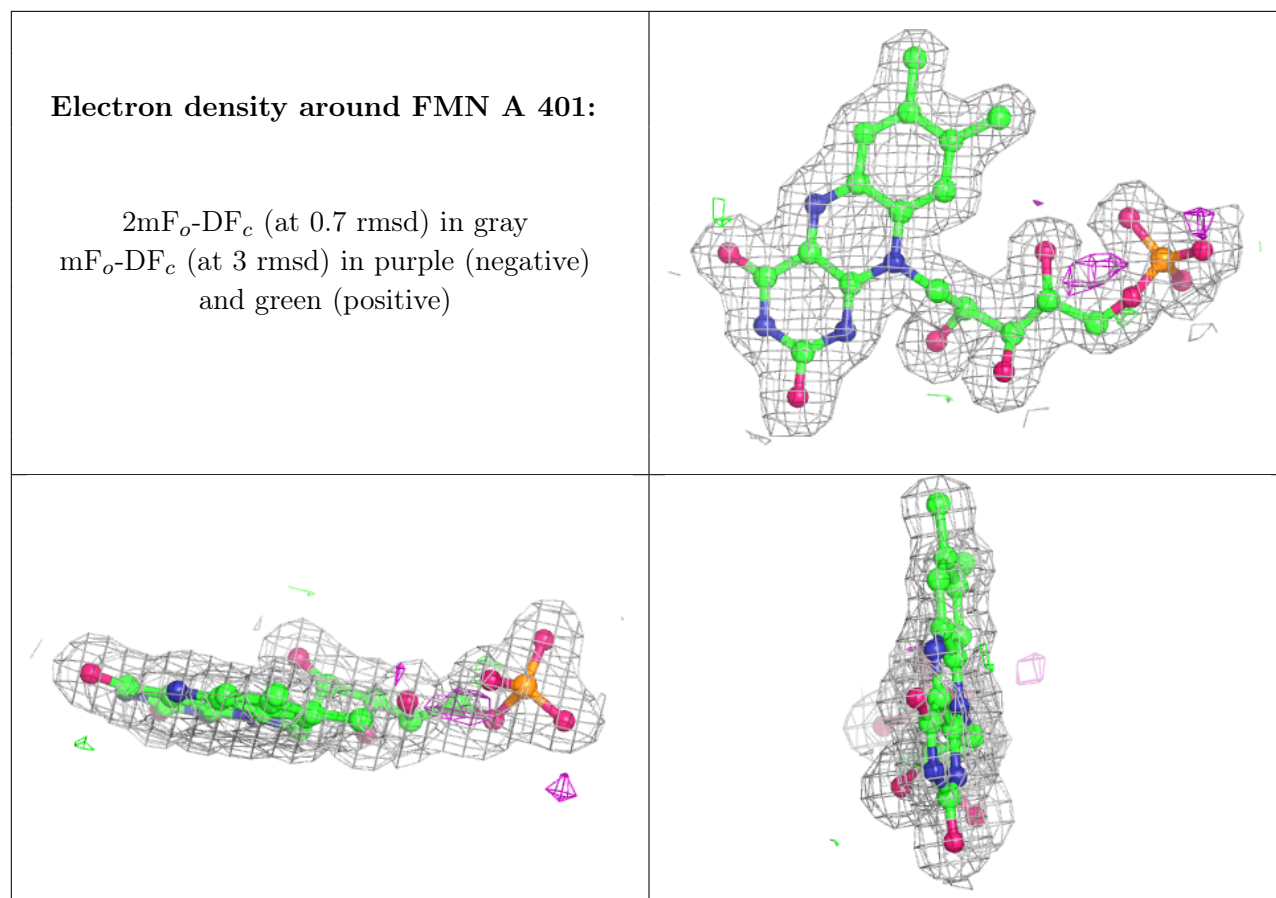 Electron density around FMN A 401:
2mFo-DFc (at 0.7 rmsd) in gray
mFo-DFc (at 3 rmsd) in purple (negative)
and green (positive)